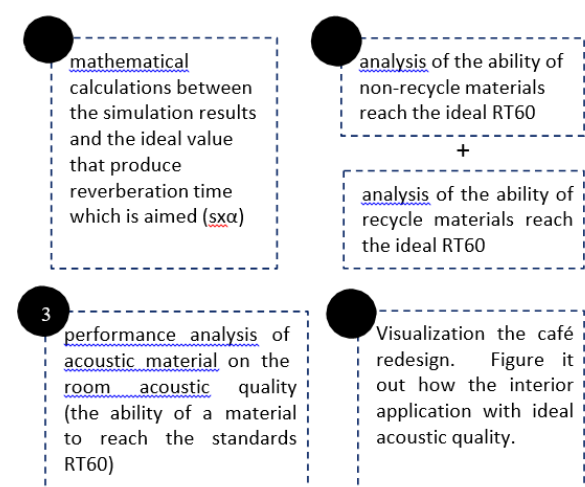 mathematical
calculations between
the simulation results
and the ideal value
that produce
reverberation time
which is aimed (sxα)
analysis of the ability of
non-recycle materials
reach the ideal RT60
+
analysis of the ability of
recycle materials reach
the ideal RT60
3
performance analysis of
acoustic material on the
room acoustic quality
(the ability of a material
to reach the standards
RT60)
Visualization the café
redesign. Figure it
out how the interior
application with ideal
acoustic quality.